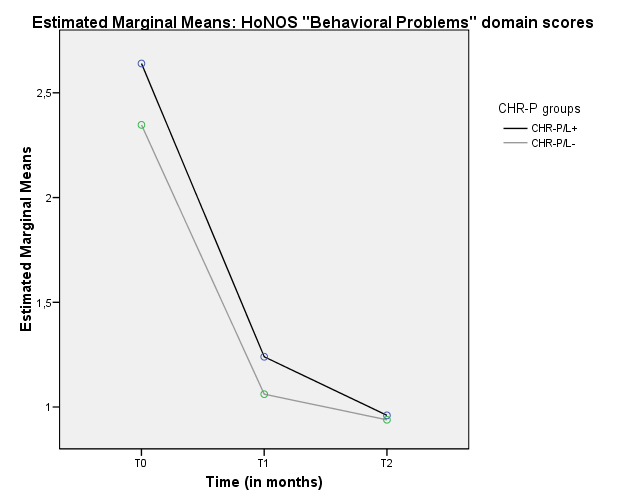 Estimated Marginal Means: HoNOS "Behavioral Problems" domain scores
Estimated Marginal Means
2,5
2
1,5
1
T0
T1
T2
Time (in months)
CHR-P groups
CHR-P/L+
CHR-P/L-